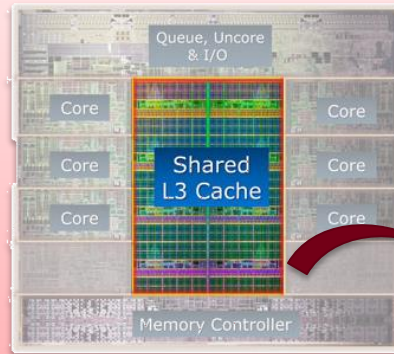 Queue, Uncore
& I/O
Core
Core
Core
Shared
L3 Cache
Core
Core
Core
Memory Controller